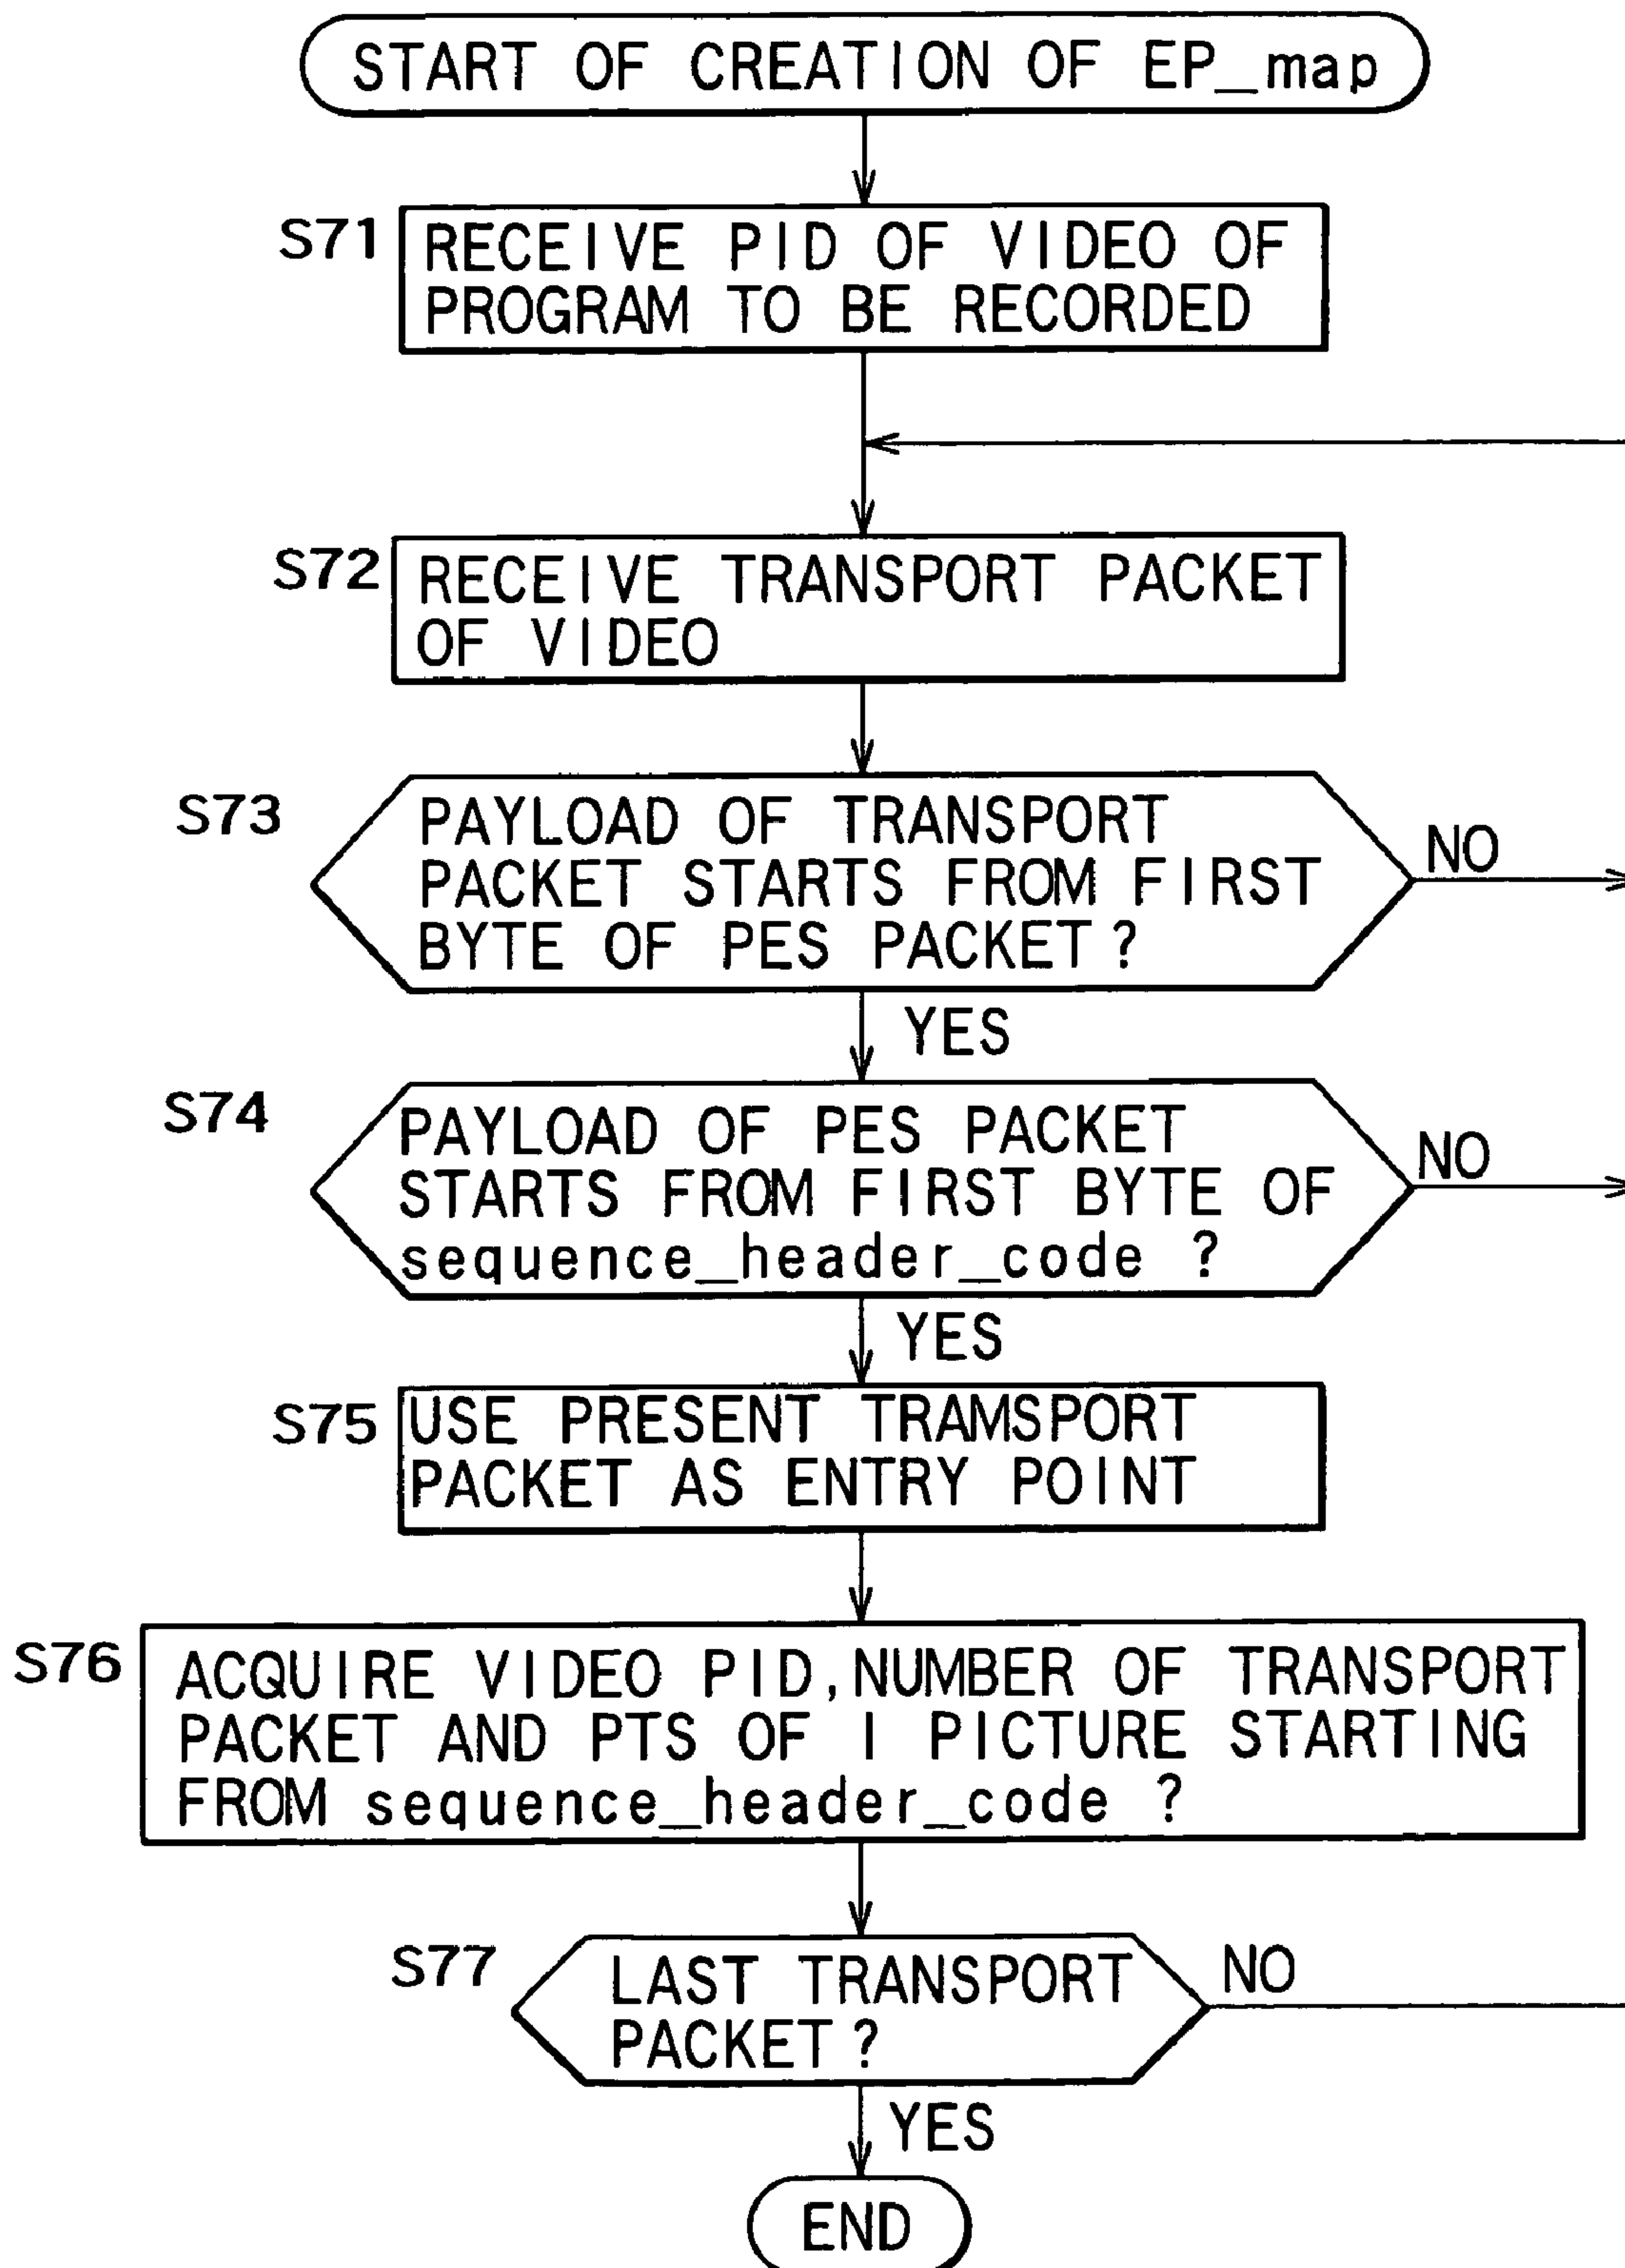 START OF CREATION OF EP_map
S71
RECEIVE PID OF VIDEO OF
PROGRAM TO BE RECORDED
S72
RECEIVE TRANSPORT PACKET
OF VIDEO
S73
PAYLOAD OF TRANSPORT
PACKET STARTS FROM FIRST
BYTE OF PES PACKET ?
NO
YES
S74
PAYLOAD OF PES PACKET
STARTS FROM FIRST BYTE OF
sequence_header_code ?
NO
YES
S75
USE PRESENT TRAMSPORT
PACKET AS ENTRY POINT
S76
ACQUIRE VIDEO PID, NUMBER OF TRANSPORT
PACKET AND PTS OF I PICTURE STARTING
FROM sequence_header_code ?
S77
LAST TRANSPORT
PACKET ?
NO
YES
END